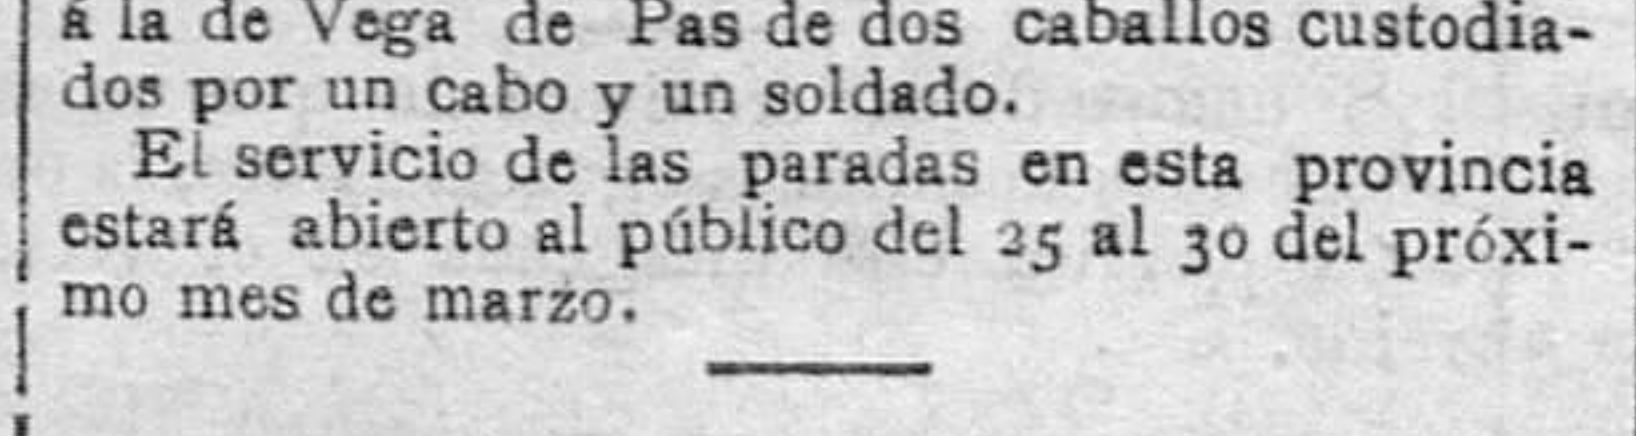 á la de Vega de Pas de dos caballos custodia-
dos por un cabo y un soldado.
El servicio de las paradas en esta provincia
estará abierto al público del 25 al 30 del próxi-
mo mes de marzo.